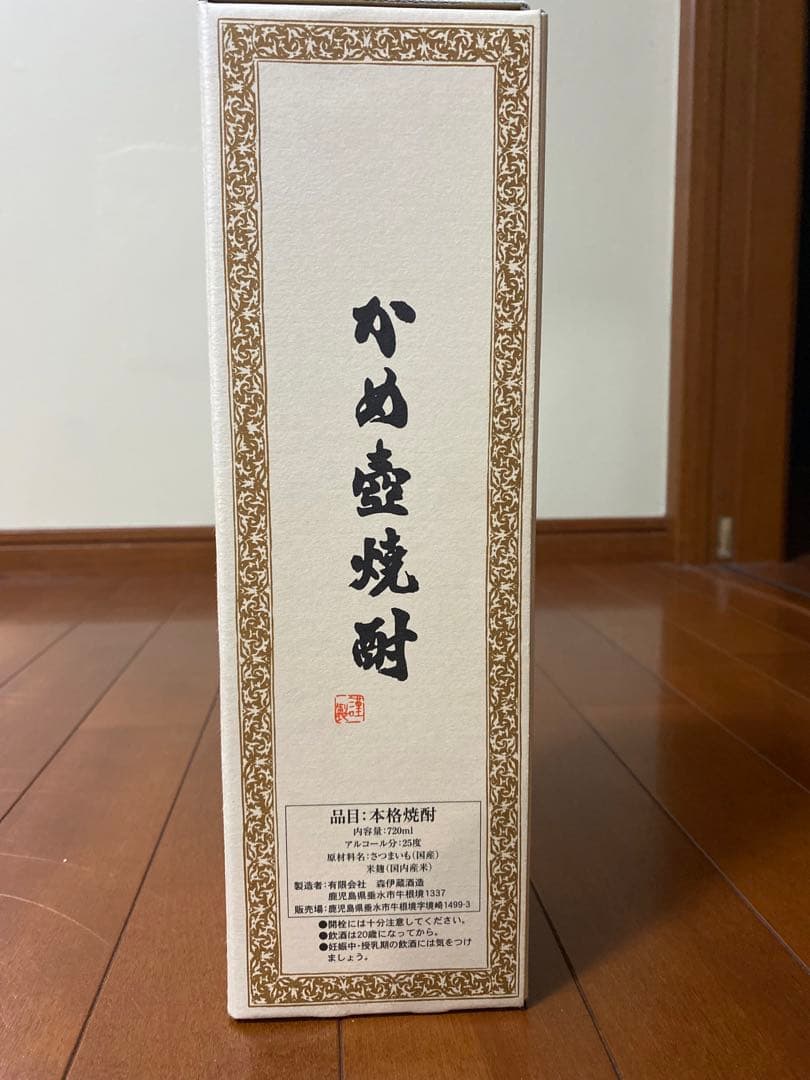 かめ壺焼酎
謹製
品目：本格焼酎
内容量：720ml
アルコール分：25度
原材料名：さつまいも（国産）
米麹（国内産米）
製造者：有限会社 森伊蔵酒造
鹿児島県垂水市牛根境1337
販売場：鹿児島県垂水市牛根境字境崎1499-3
●開栓には十分注意してください。
●飲酒は20歳になってから。
●妊娠中・授乳期の飲酒には気をつけ
ましょう。